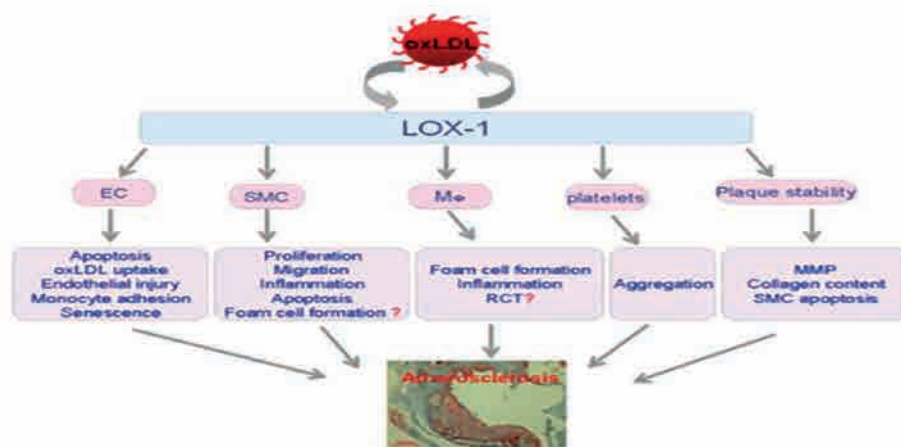 oxLDL
LOX-1
EC
SMC
MΦ
platelets
Plaque stability
Apoptosis
oxLDL uptake
Endothelial injury
Monocyte adhesion
Senescence
Proliferation
Migration
Inflammation
Apoptosis
Foam cell formation ?
Foam cell formation
Inflammation
RCT?
Aggregation
MMP
Collagen content
SMC apoptosis
Atherosclerosis